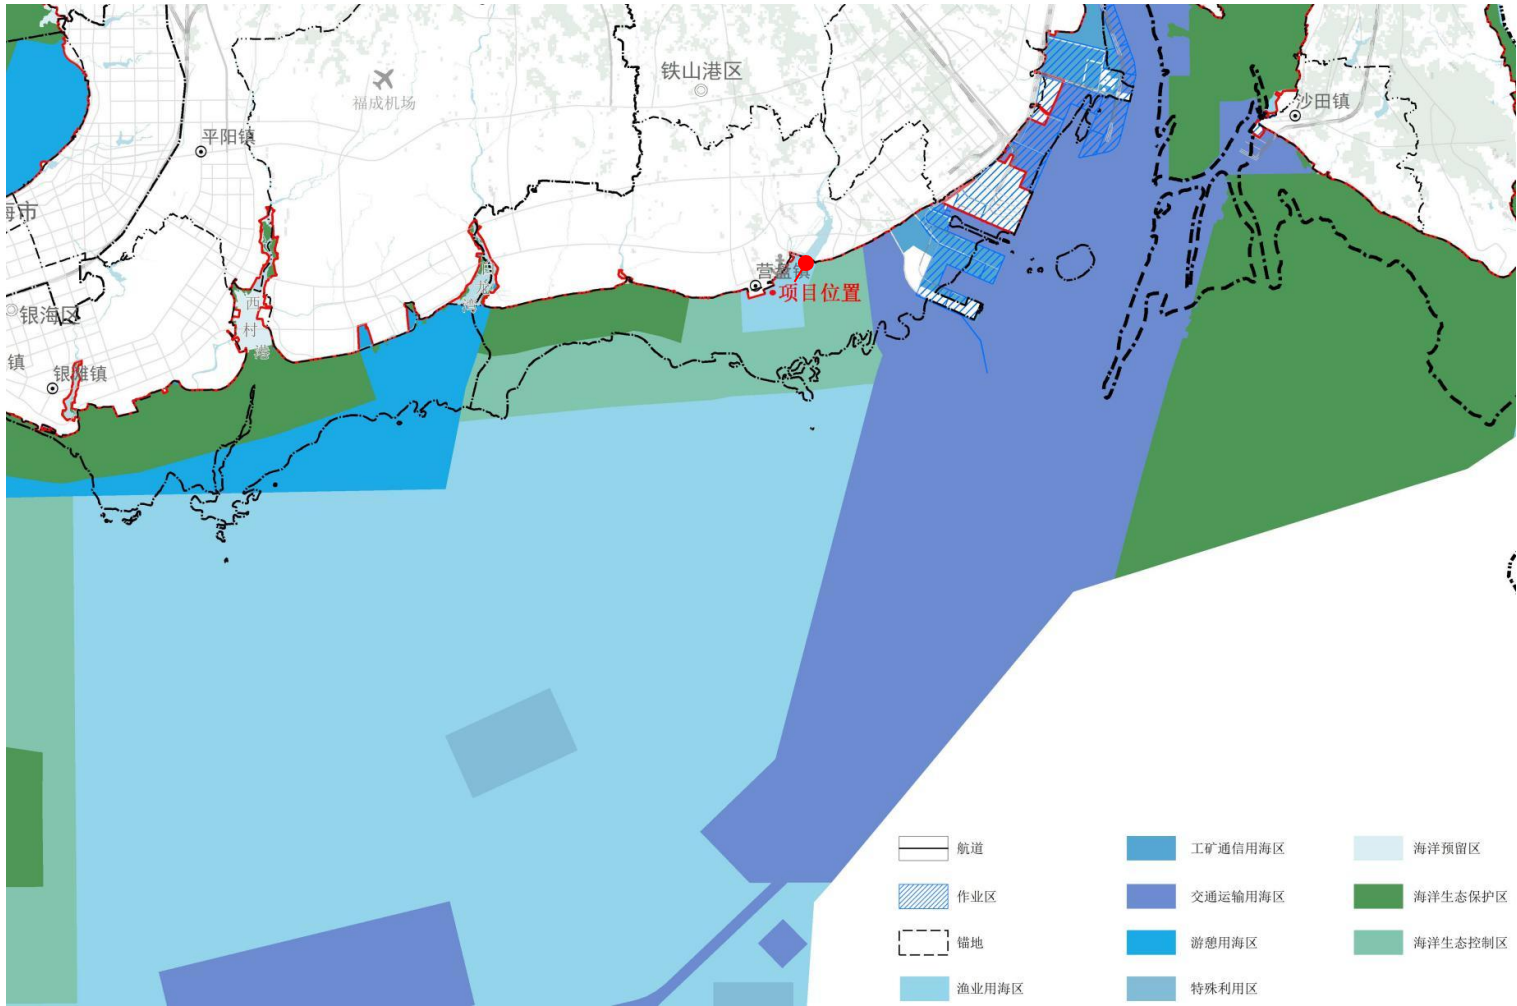 铁山港区
福成机场
沙田镇
平阳镇
海市
营盘镇
项目位置
西
村
港
银海区
镇
银滩镇
航道
工矿通信用海区
海洋预留区
作业区
交通运输用海区
海洋生态保护区
锚地
游憩用海区
海洋生态控制区
渔业用海区
特殊利用区